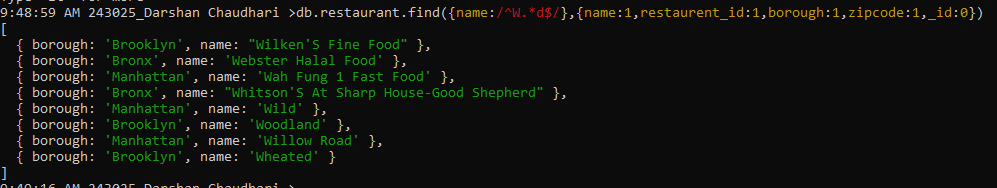 9:48:59 AM 243025_Darshan Chaudhari >db.restaurant.find({name:/^W.*d$/},{name:1,restaurent_id:1,borough:1,zipcode:1,_id:0})
[
  { borough: 'Brooklyn', name: "Wilken'S Fine Food" },
  { borough: 'Bronx', name: 'Webster Halal Food' },
  { borough: 'Manhattan', name: 'Wah Fung 1 Fast Food' },
  { borough: 'Bronx', name: "Whitson'S At Sharp House-Good Shepherd" },
  { borough: 'Manhattan', name: 'Wild' },
  { borough: 'Brooklyn', name: 'Woodland' },
  { borough: 'Manhattan', name: 'Willow Road' },
  { borough: 'Brooklyn', name: 'Wheated' }
]
9:49:16 AM 243025_Darshan Chaudhari >